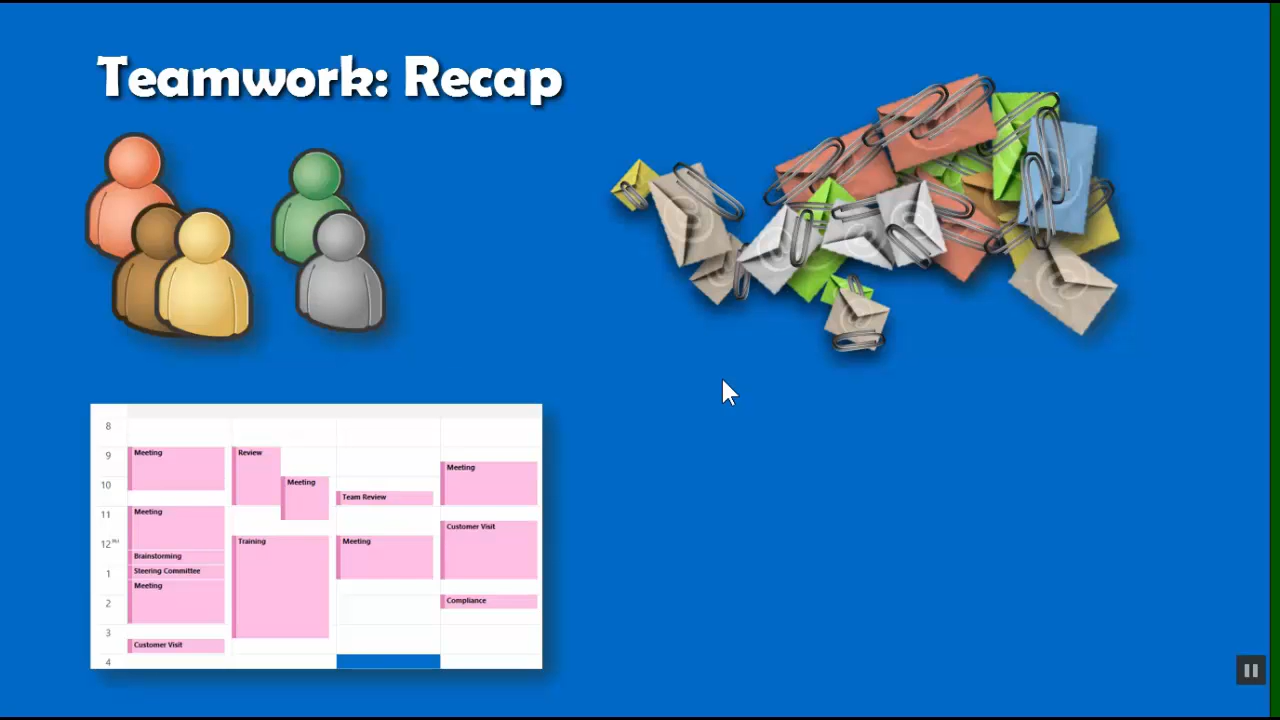 Teamwork: Recap
8
9
10
11
12PM
1
2
3
4
Meeting
Meeting
Brainstorming
Steering Committee
Meeting
Customer Visit
Review
Meeting
Training
Team Review
Meeting
Meeting
Customer Visit
Compliance